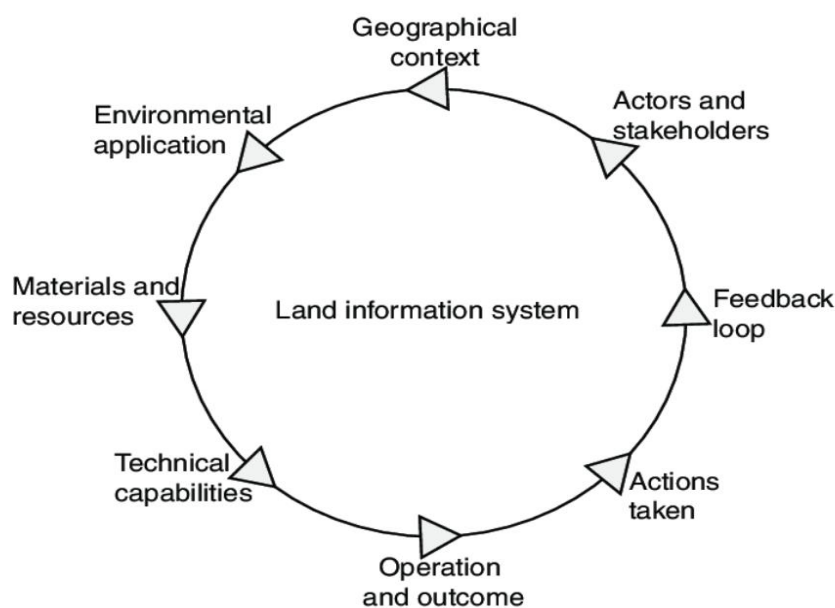 Geographical
context
Environmental
application
Actors and
stakeholders
Materials and
resources
Land information system
Feedback
loop
Technical
capabilities
Actions
taken
Operation
and outcome